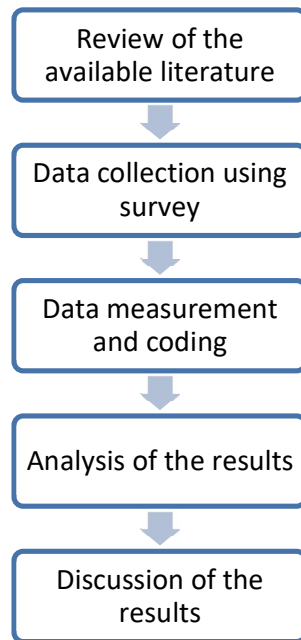 Review of the
available literature
Data collection using
survey
Data measurement
and coding
Analysis of the results
Discussion of the
results